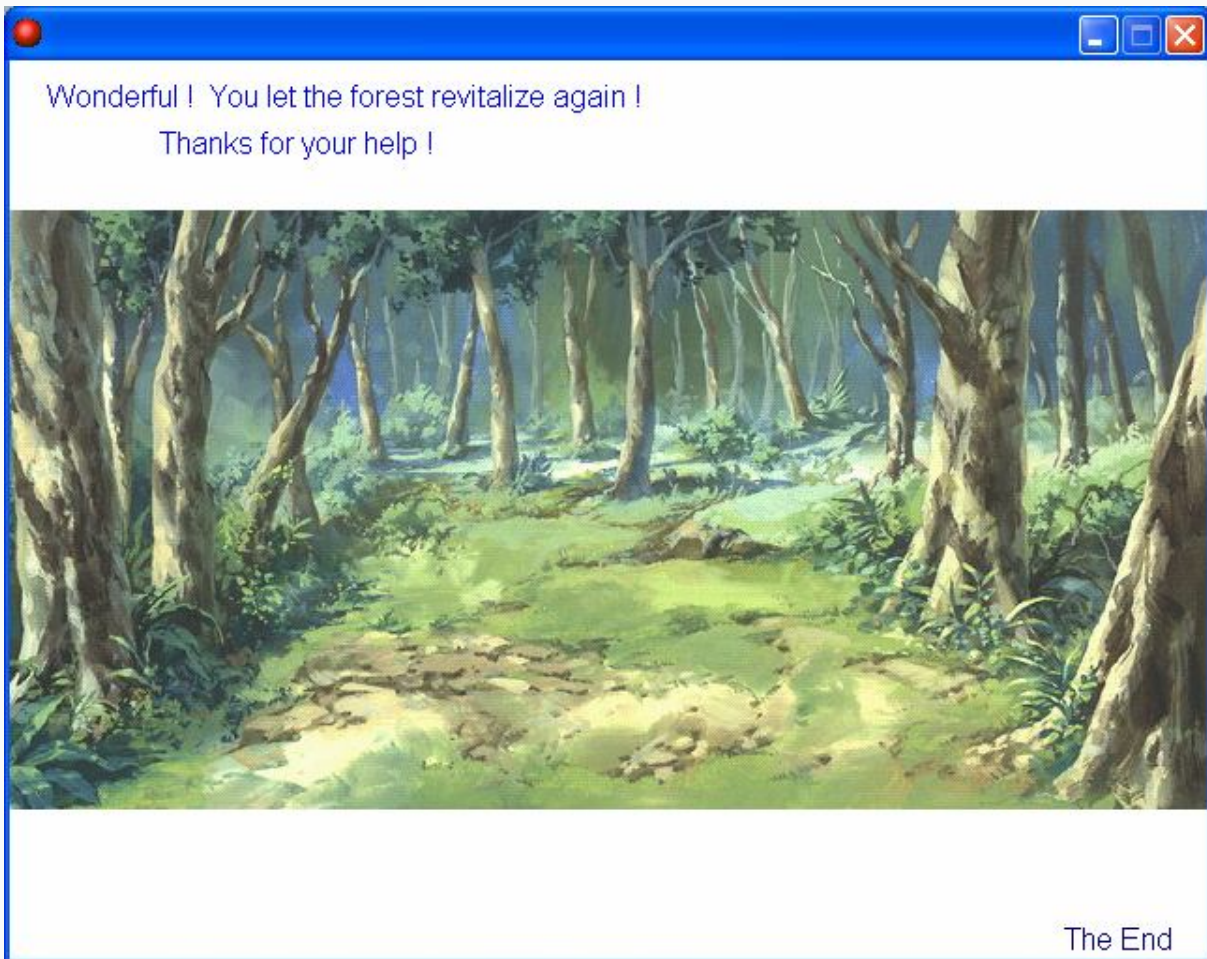 Wonderful !  You let the forest revitalize again !
Thanks for your help !
The End